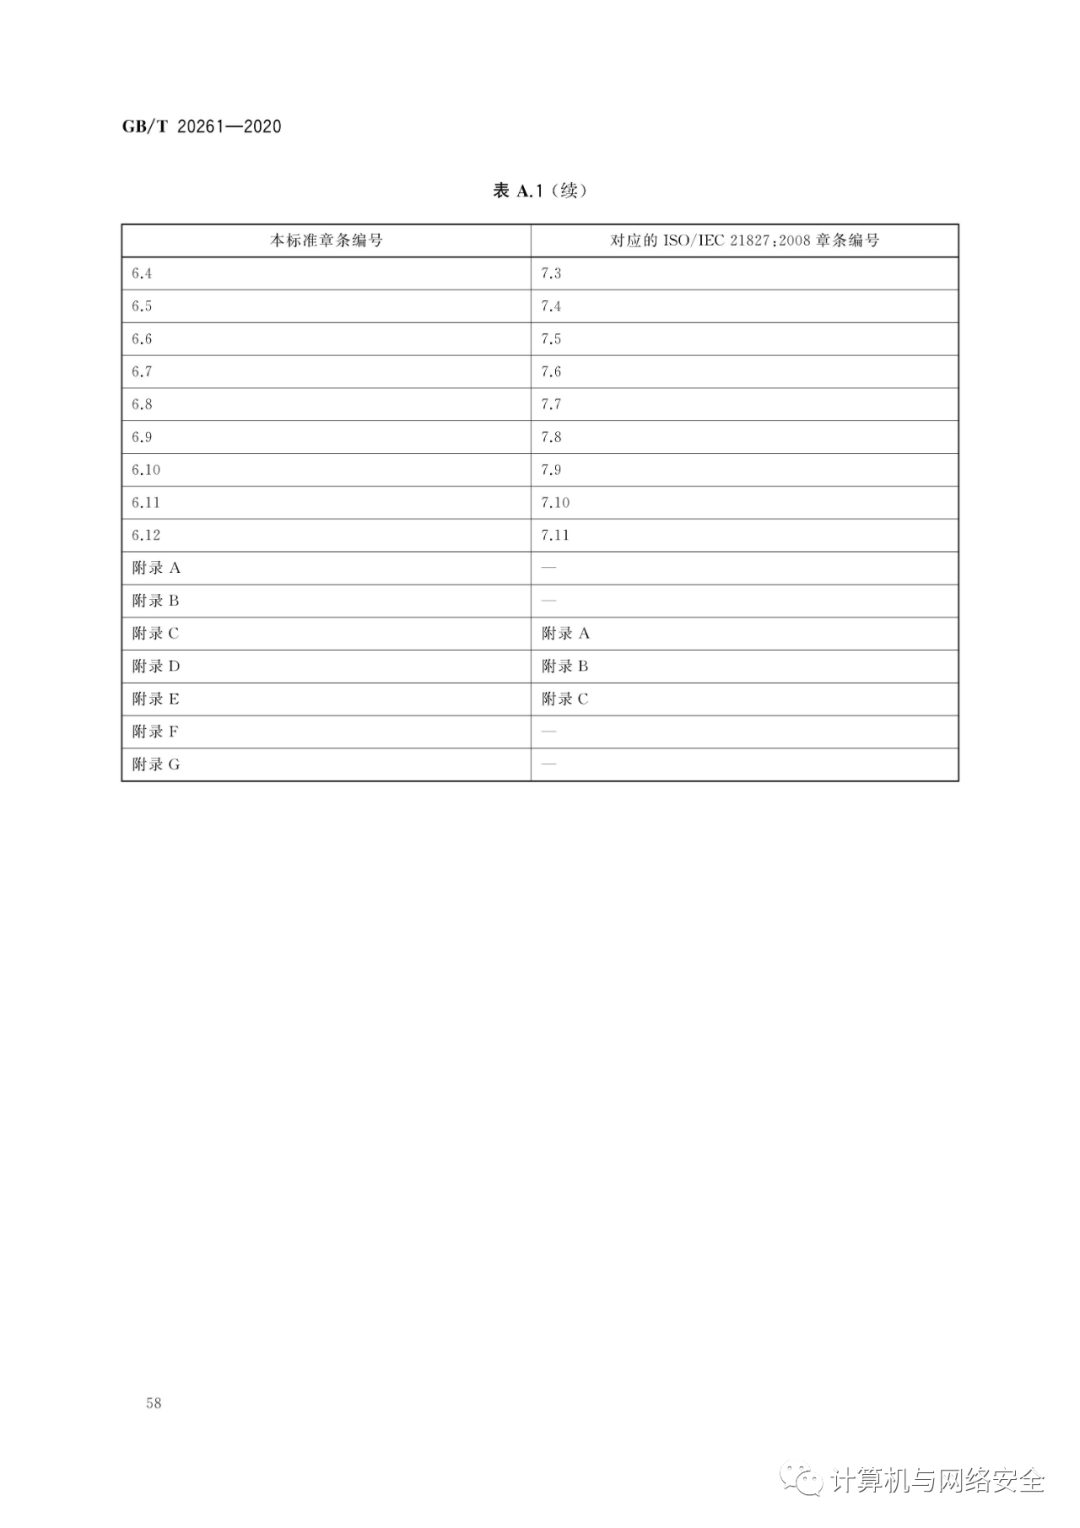 GB/T 20261—2020
表 A.1（续）
本标准章条编号 对应的 ISO/IEC 21827:2008 章条编号
6.4 7.3
6.5 7.4
6.6 7.5
6.7 7.6
6.8 7.7
6.9 7.8
6.10 7.9
6.11 7.10
6.12 7.11
附录 A —
附录 B —
附录 C 附录 A
附录 D 附录 B
附录 E 附录 C
附录 F —
附录 G —
58
计算机与网络安全